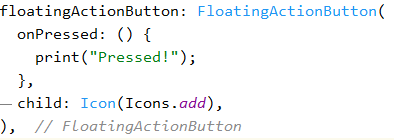 floatingActionButton: FloatingActionButton(
  onPressed: () {
    print("Pressed!");
  },
  child: Icon(Icons.add),
),  // FloatingActionButton